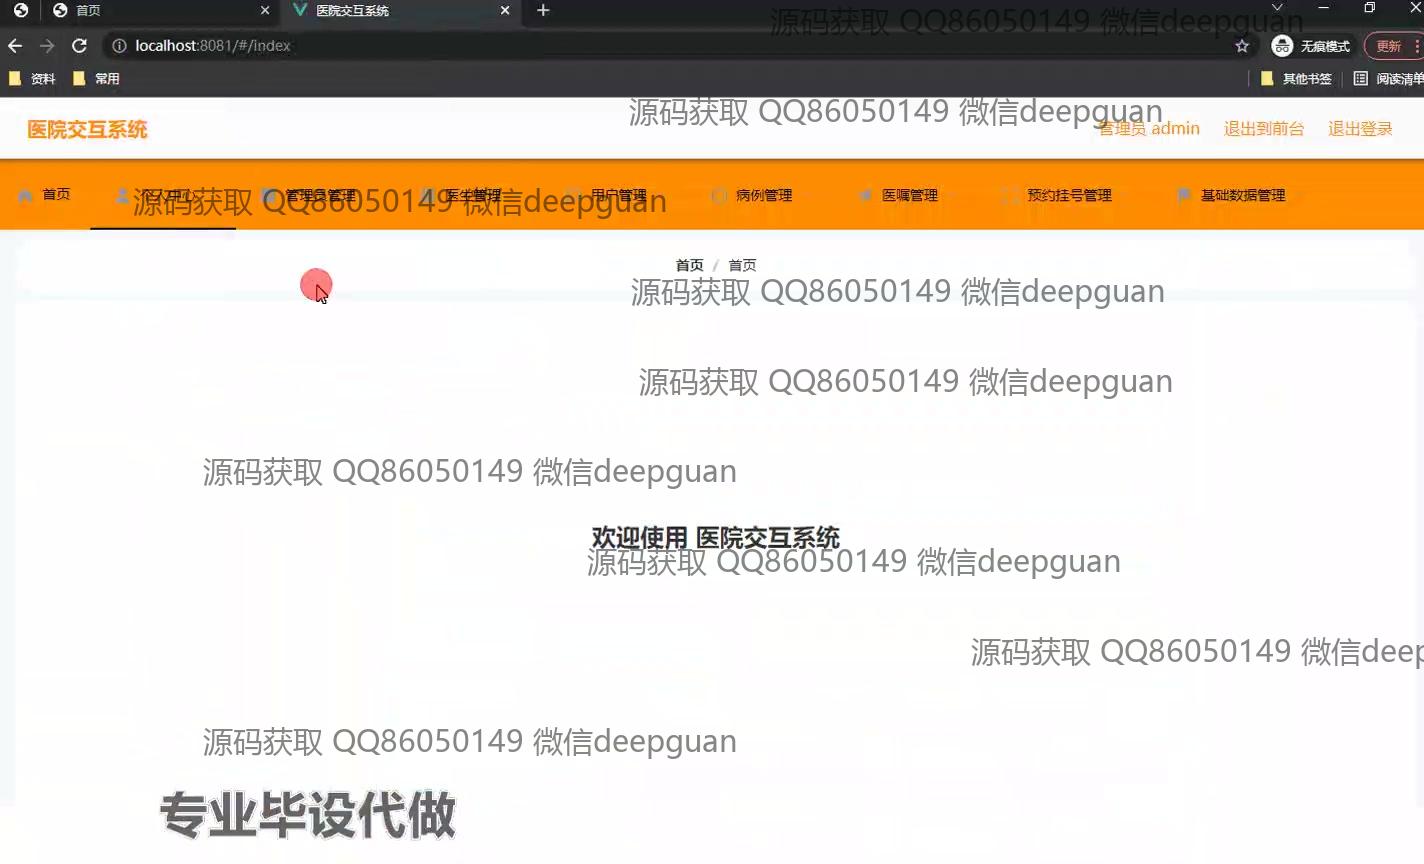 首页
医院交互系统
源码获取 QQ86050149 微信deepguan
localhost:8081/#/index
无痕模式
更新
资料
常用
其他书签
阅读清单
源码获取 QQ86050149 微信deepguan
医院交互系统
管理员 admin
退出到前台
退出登录
首页
个人中心
管理员管理
医生管理
用户管理
病例管理
医嘱管理
预约挂号管理
基础数据管理
源码获取 QQ86050149 微信deepguan
首页 / 首页
源码获取 QQ86050149 微信deepguan
源码获取 QQ86050149 微信deepguan
源码获取 QQ86050149 微信deepguan
欢迎使用 医院交互系统
源码获取 QQ86050149 微信deepguan
源码获取 QQ86050149 微信deep
源码获取 QQ86050149 微信deepguan
专业毕设代做